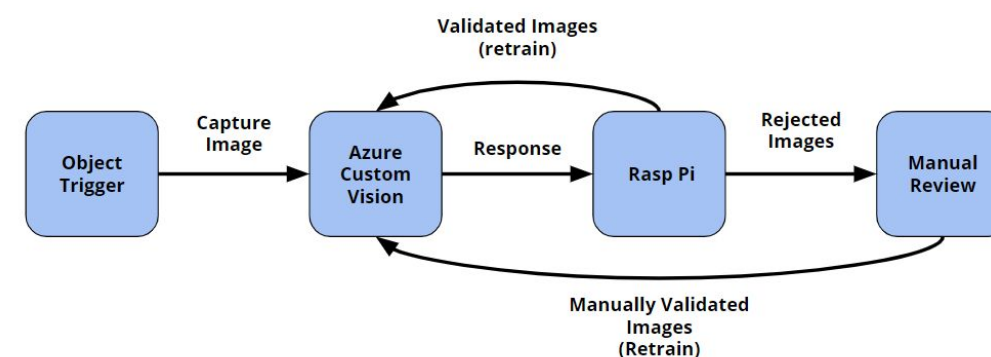 Validated Images
(retrain)
Capture
Image
Rejected
Images
Object
Trigger
Azure
Custom
Vision
Response
Rasp Pi
Manual
Review
Manually Validated
Images
(Retrain)